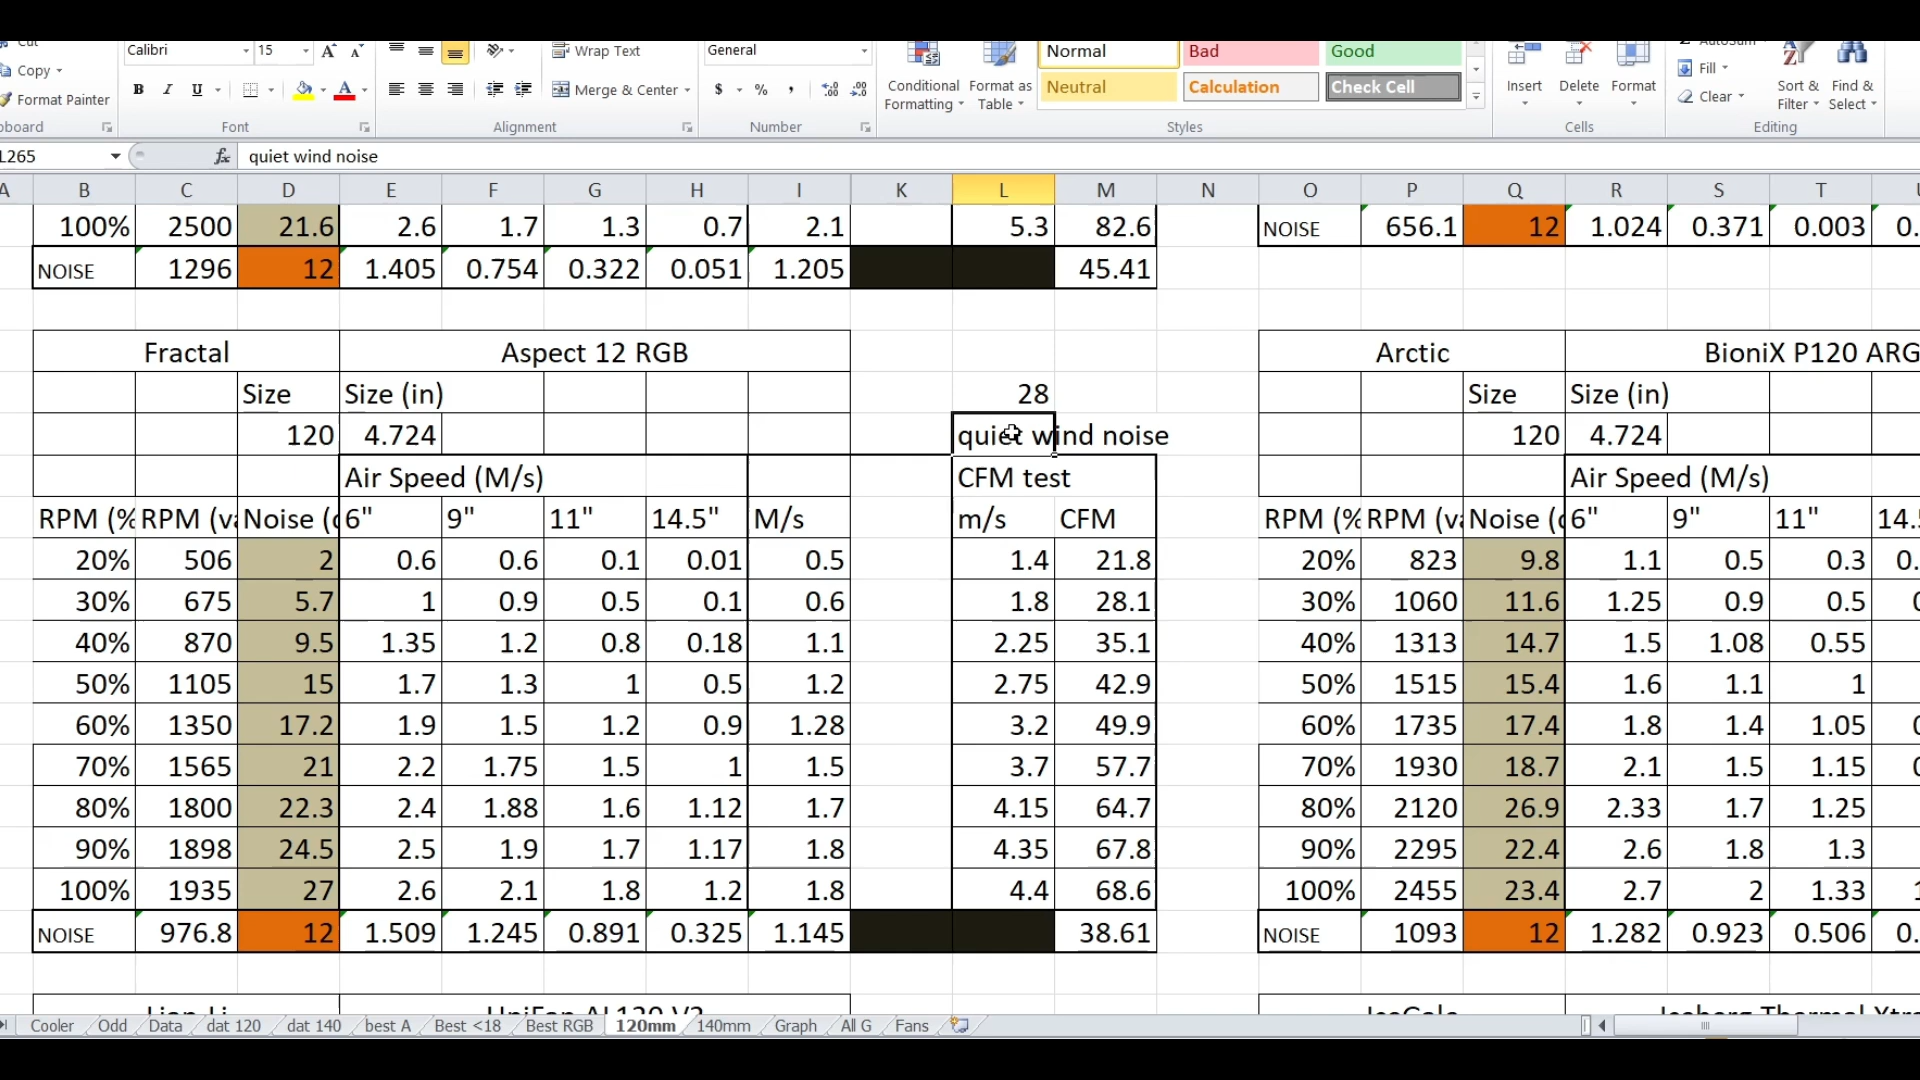 Cut Calibri 15 A A Wrap Text General Normal Bad Good AutoSum
Copy Conditional Format as Neutral Calculation Check Cell Insert Delete Format Fill Sort & Find &
Format Painter B I U A Merge & Center $ % , .0 .00 Formatting Table Clear Filter Select
Font Alignment Number Styles Cells Editing
L265 fx quiet wind noise
A B C D E F G H I K L M N O P Q R S T U
100% 2500 21.6 2.6 1.7 1.3 0.7 2.1 5.3 82.6 NOISE 656.1 12 1.024 0.371 0.003 0.
NOISE 1296 12 1.405 0.754 0.322 0.051 1.205 45.41
Fractal Aspect 12 RGB Arctic BioniX P120 ARG
Size Size (in) 28 Size Size (in)
120 4.724 quiet wind noise 120 4.724
Air Speed (M/s) CFM test Air Speed (M/s)
RPM (% RPM (va Noise (d 6" 9" 11" 14.5" M/s m/s CFM RPM (% RPM (va Noise (d 6" 9" 11" 14.5
20% 506 2 0.6 0.6 0.1 0.01 0.5 1.4 21.8 20% 823 9.8 1.1 0.5 0.3 0.
30% 675 5.7 1 0.9 0.5 0.1 0.6 1.8 28.1 30% 1060 11.6 1.25 0.9 0.5
40% 870 9.5 1.35 1.2 0.8 0.18 1.1 2.25 35.1 40% 1313 14.7 1.5 1.08 0.55
50% 1105 15 1.7 1.3 1 0.5 1.2 2.75 42.9 50% 1515 15.4 1.6 1.1 1
60% 1350 17.2 1.9 1.5 1.2 0.9 1.28 3.2 49.9 60% 1735 17.4 1.8 1.4 1.05
70% 1565 21 2.2 1.75 1.5 1 1.5 3.7 57.7 70% 1930 18.7 2.1 1.5 1.15
80% 1800 22.3 2.4 1.88 1.6 1.12 1.7 4.15 64.7 80% 2120 26.9 2.33 1.7 1.25
90% 1898 24.5 2.5 1.9 1.7 1.17 1.8 4.35 67.8 90% 2295 22.4 2.6 1.8 1.3
100% 1935 27 2.6 2.1 1.8 1.2 1.8 4.4 68.6 100% 2455 23.4 2.7 2 1.33 1
NOISE 976.8 12 1.509 1.245 0.891 0.325 1.145 38.61 NOISE 1093 12 1.282 0.923 0.506 0.
Lian Li UniFan AL120 V2 IceGale Iceberg Thermal
Cooler Odd Data dat 120 dat 140 best A Best <18 Best RGB 120mm 140mm Graph All G Fans